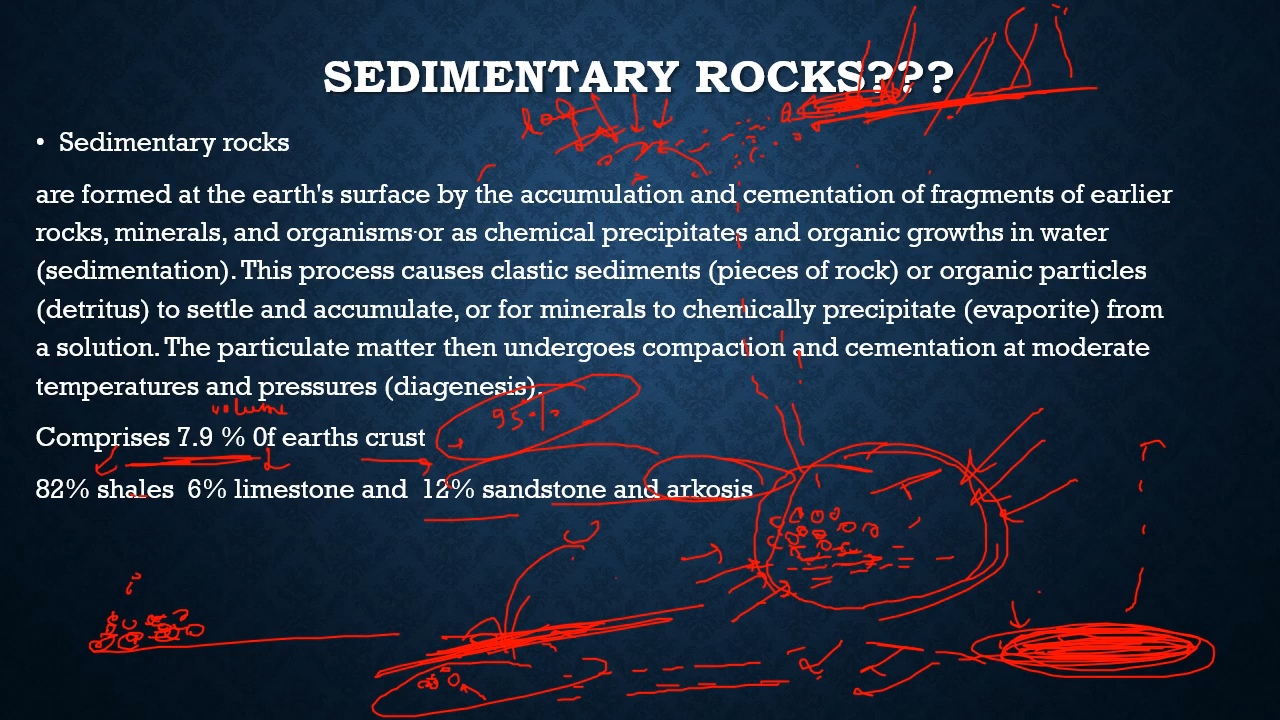 SEDIMENTARY ROCKS???
• Sedimentary rocks
are formed at the earth's surface by the accumulation and cementation of fragments of earlier
rocks, minerals, and organisms·or as chemical precipitates and organic growths in water
(sedimentation). This process causes clastic sediments (pieces of rock) or organic particles
(detritus) to settle and accumulate, or for minerals to chemically precipitate (evaporite) from
a solution. The particulate matter then undergoes compaction and cementation at moderate
temperatures and pressures (diagenesis).
volume
95%
Comprises 7.9 % 0f earths crust
82% shales 6% limestone and 12% sandstone and arkosis